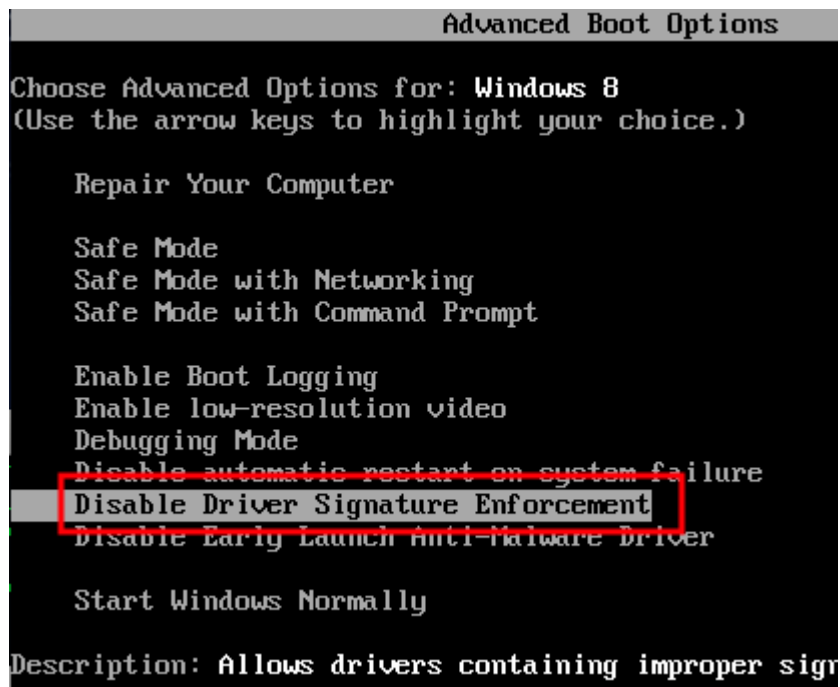 Advanced Boot Options
Choose Advanced Options for: Windows 8
(Use the arrow keys to highlight your choice.)
Repair Your Computer
Safe Mode
Safe Mode with Networking
Safe Mode with Command Prompt
Enable Boot Logging
Enable low-resolution video
Debugging Mode
Disable automatic restart on system failure
Disable Driver Signature Enforcement
Disable Early Launch Anti-Malware Driver
Start Windows Normally
Description: Allows drivers containing improper